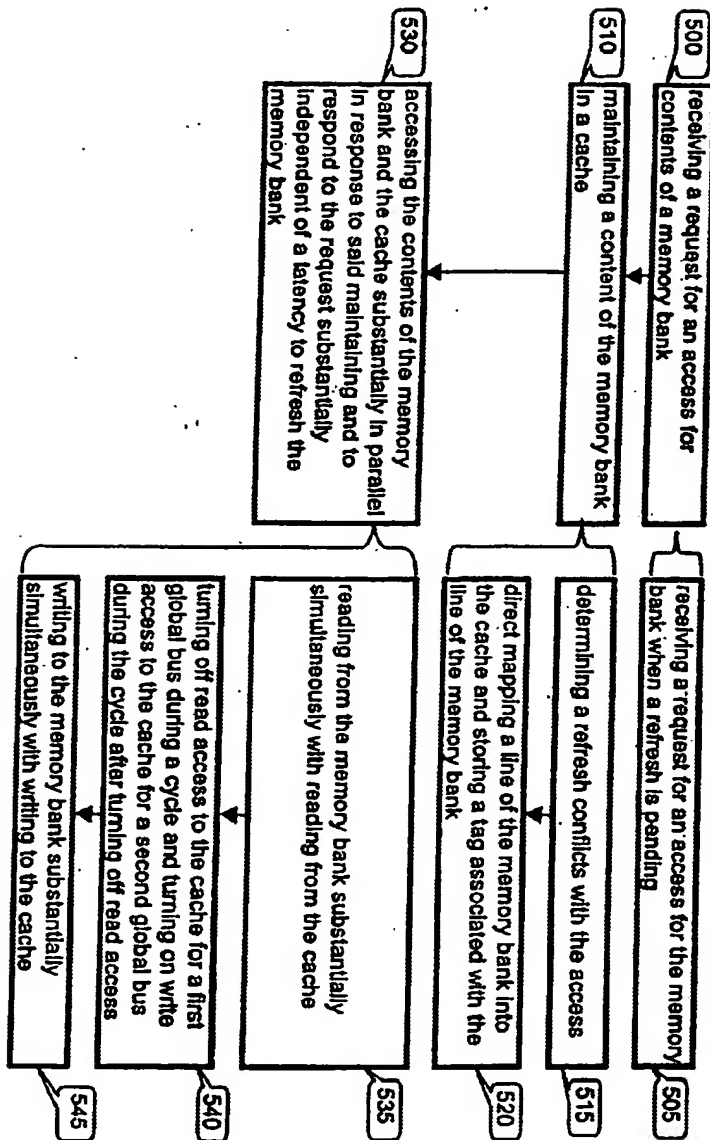 500
receiving a request for an access for
contents of a memory bank
receiving a request for an access for the memory
bank when a refresh is pending
505
510
maintaining a content of the memory bank
in a cache
determining a refresh conflicts with the access
515
direct mapping a line of the memory bank into
the cache and storing a tag associated with the
line of the memory bank
520
530
accessing the contents of the memory
bank and the cache substantially in parallel
in response to said maintaining and to
respond to the request substantially
independent of a latency to refresh the
memory bank
reading from the memory bank substantially
simultaneously with reading from the cache
535
turning off read access to the cache for a first
global bus during a cycle and turning on write
access to the cache for a second global bus
during the cycle after turning off read access
540
writing to the memory bank substantially
simultaneously with writing to the cache
545